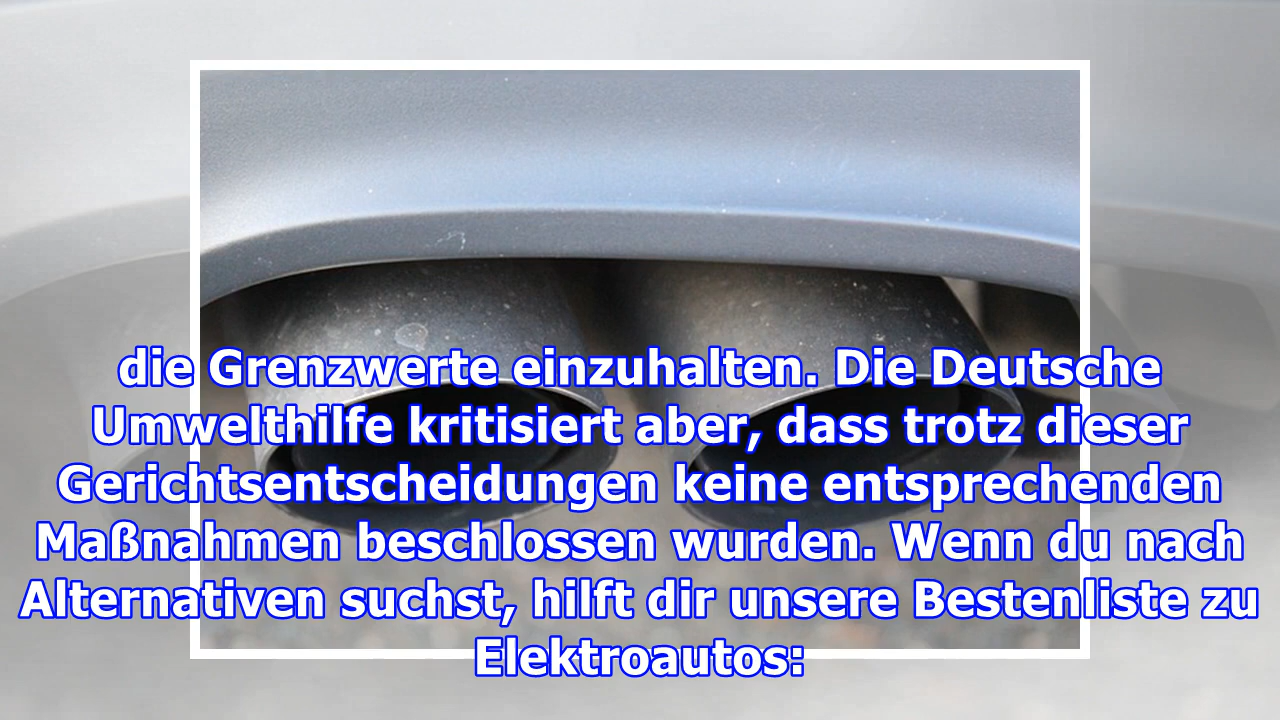 die Grenzwerte einzuhalten. Die Deutsche
Umwelthilfe kritisiert aber, dass trotz dieser
Gerichtsentscheidungen keine entsprechenden
Maßnahmen beschlossen wurden. Wenn du nach
Alternativen suchst, hilft dir unsere Bestenliste zu
Elektroautos: